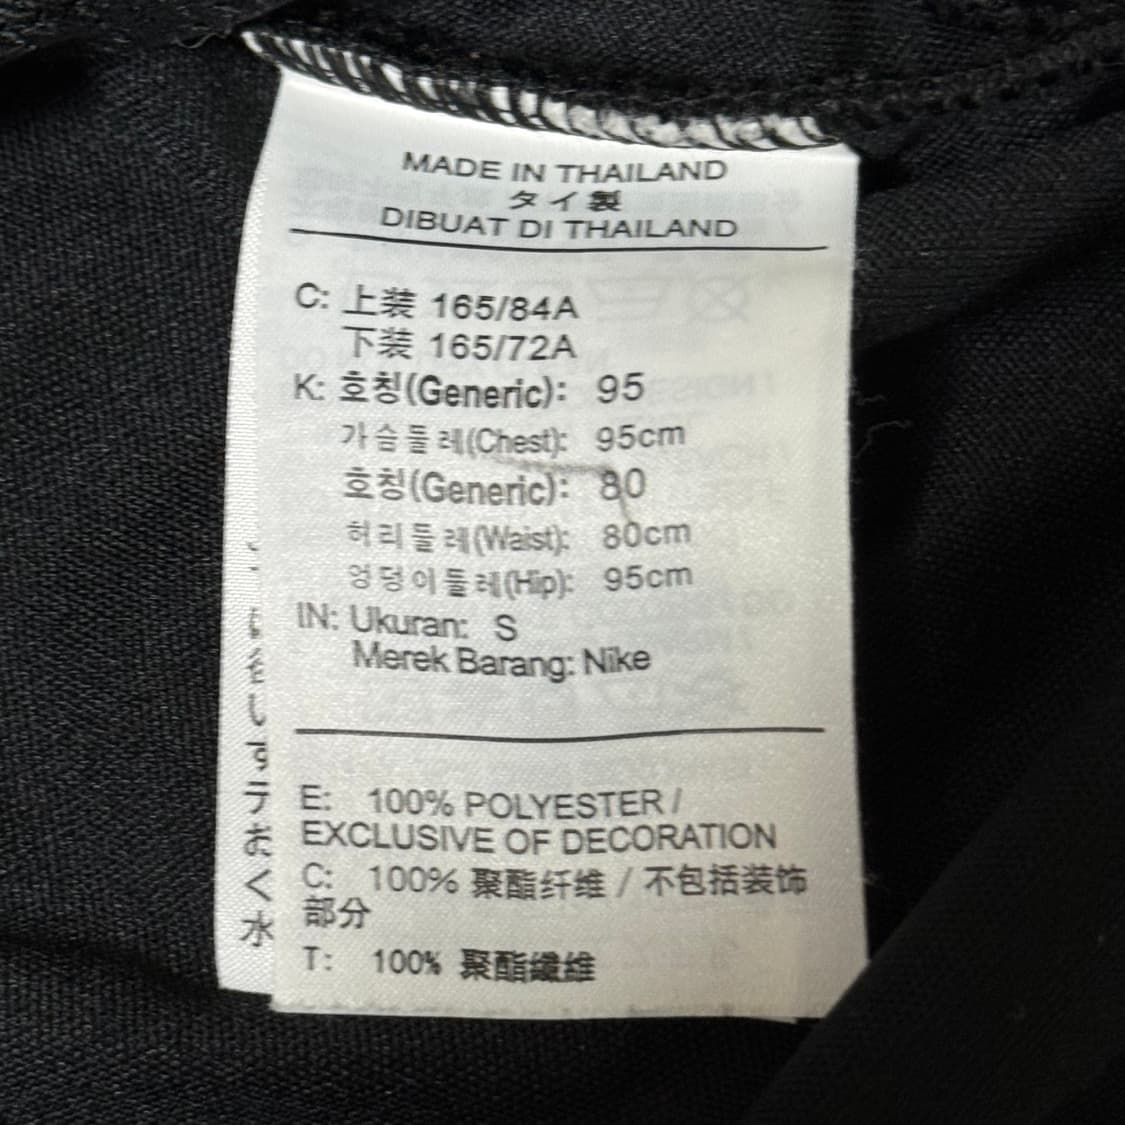 MADE IN THAILAND
タイ製
DIBUAT DI THAILAND
C: 上装 165/84A
下装 165/72A
K: 호칭(Generic): 95
가슴둘레(Chest): 95cm
호칭(Generic): 80
허리둘레(Waist): 80cm
엉덩이둘레(Hip): 95cm
IN: Ukuran: S
Merek Barang: Nike
E: 100% POLYESTER /
EXCLUSIVE OF DECORATION
C: 100% 聚酯纤维 / 不包括装饰
部分
T: 100% 聚酯纖維